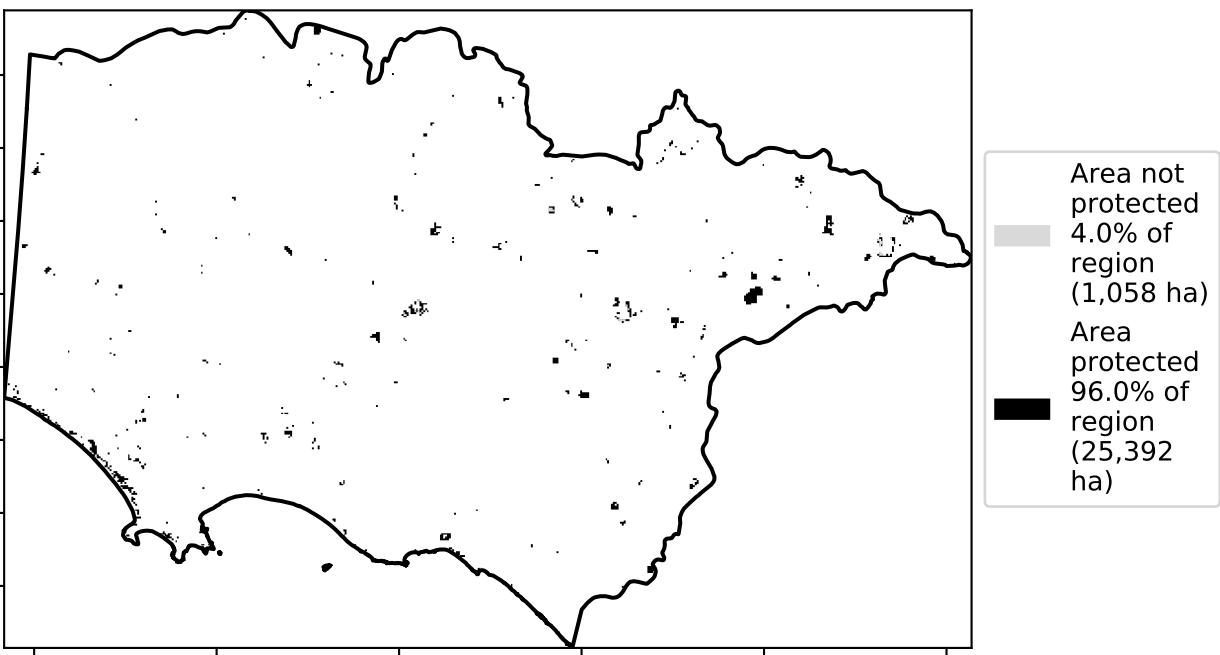 Area not
protected
4.0% of
region
(1,058 ha)
Area
protected
96.0% of
region
(25,392
ha)